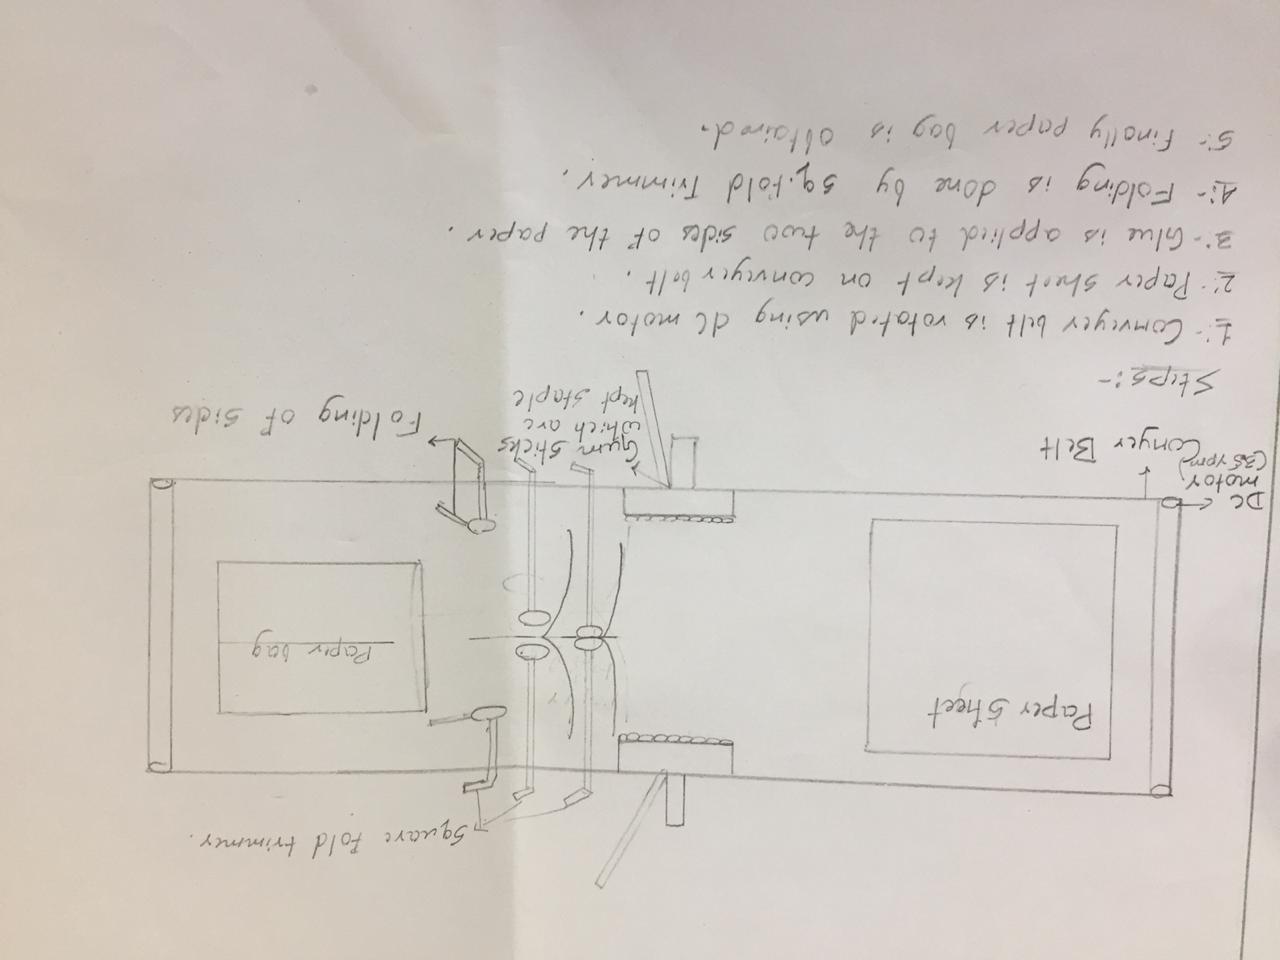 Square fold trimmer.
Paper Sheet
Paper bag
DC
motor
(35 rpm)
Conyer Belt
Gum Sticks
which are
kept staple
Folding of sides
Steps:-
1:- Conveyer belt is rotated using dC motor.
2:- Paper sheet is kept on conveyer belt.
3:- Glue is applied to the two sides of the paper.
4:- Folding is done by sq.fold Trimmer.
5:- Finally paper bag is obtained.